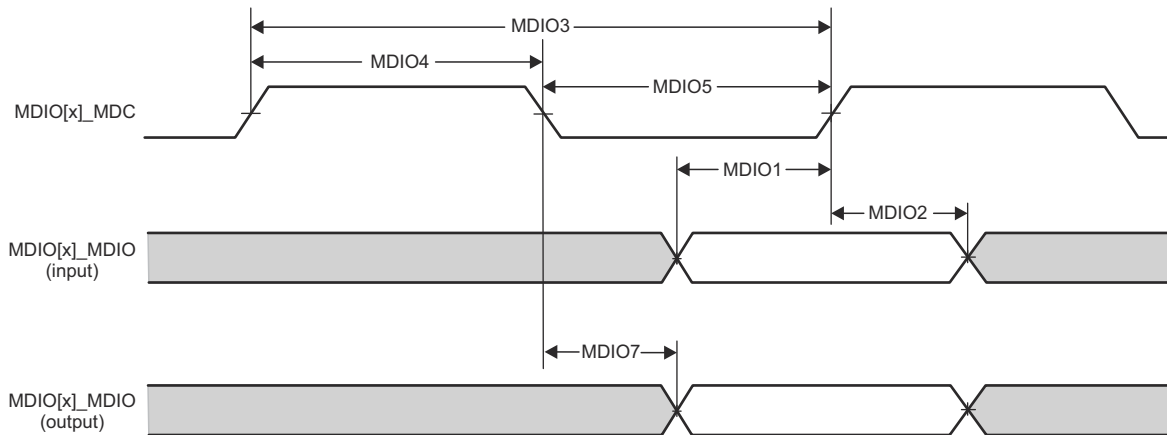 MDIO3
MDIO4
MDIO5
MDIO[x]_MDC
MDIO1
MDIO2
MDIO[x]_MDIO
(input)
MDIO7
MDIO[x]_MDIO
(output)